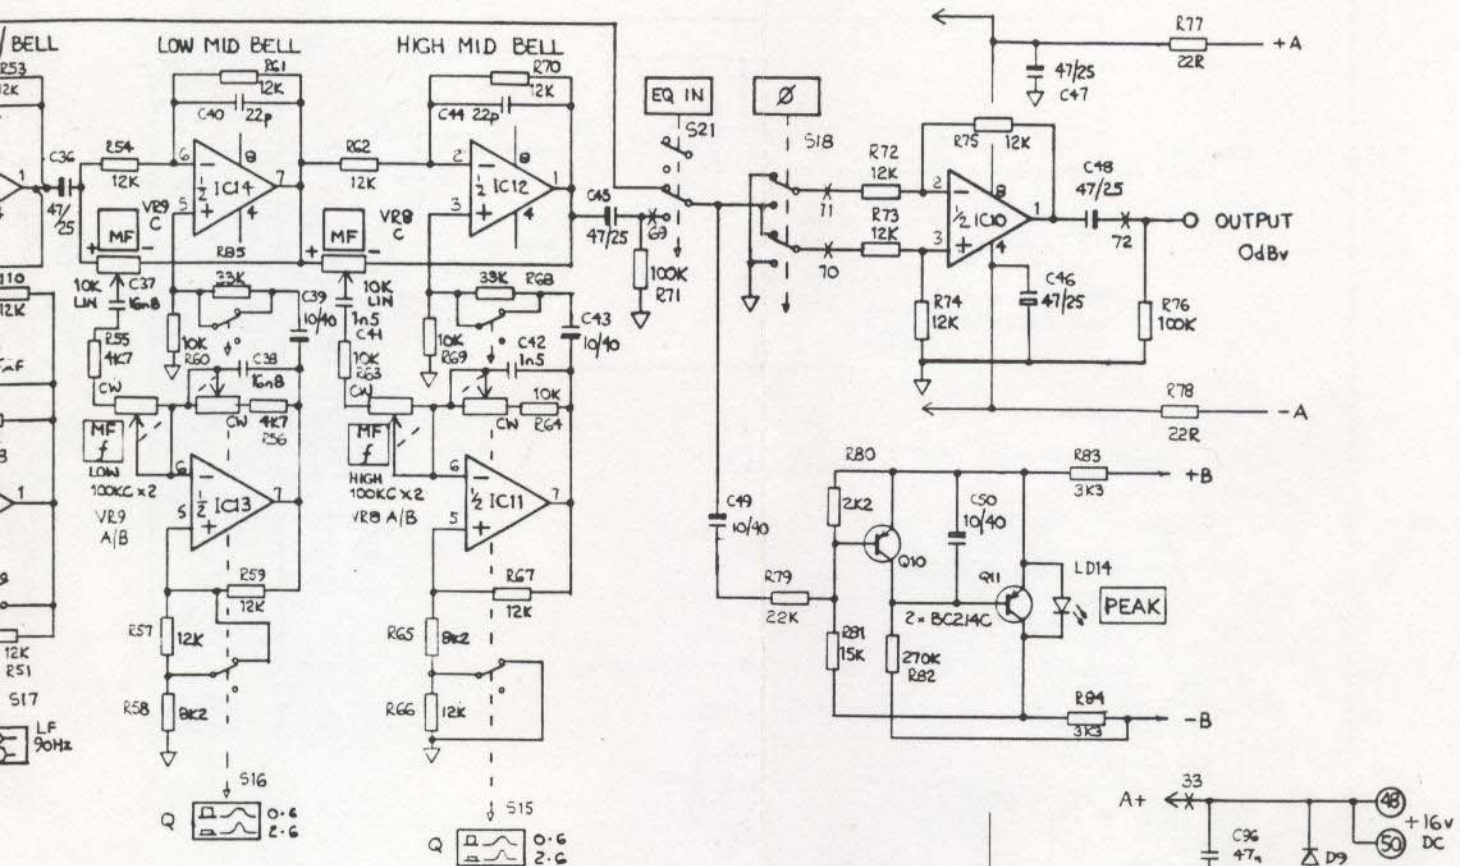 /BELL
LOW MID BELL
HIGH MID BELL
R53
12K
R61
12K
C40
22p
R70
12K
C44 22p
R77
22R
+A
47/25
C47
EQ IN
S21
Ø
S18
C36
47/25
R54
12K
6
5
½
IC14
8
4
7
VR9
C
MF
+
-
R85
R62
12K
2
3
½
IC12
8
4
1
VR8
C
MF
+
-
C45
47/25
69
100K
R71
11
70
R72
12K
R73
12K
R75
12K
2
3
½ IC10
8
4
1
C48
47/25
72
OUTPUT
0dBv
C46
47/25
R74
12K
R76
100K
R78
22R
-A
1
4
110
12K
10K
LIN
C37
16n8
33K
10K
R60
C39
10/40
R55
4K7
CW
C38
16n8
CW
4K7
R56
MF
f
LOW
100KC x2
VR9
A/B
6
5
½
IC13
7
10K
LIN
1n5
C41
33K
R68
10K
R69
C43
10/40
C42
1n5
10K
R63
CW
CW
10K
R64
MF
f
HIGH
100KC x2
VR8 A/B
6
5
½
IC11
7
1
R59
12K
R57
12K
R58
8K2
R67
12K
R65
8K2
R66
12K
12K
R51
S17
LF
90Hz
C49
10/40
R79
22K
R80
2K2
Q10
C50
10/40
R83
3K3
+B
Q11
2 x BC214C
LD14
PEAK
R81
15K
270K
R82
R84
3K3
-B
S16
Q
0.6
2.6
S15
Q
0.6
2.6
A+
33
C96
47n
D9
48
50
+16v
DC